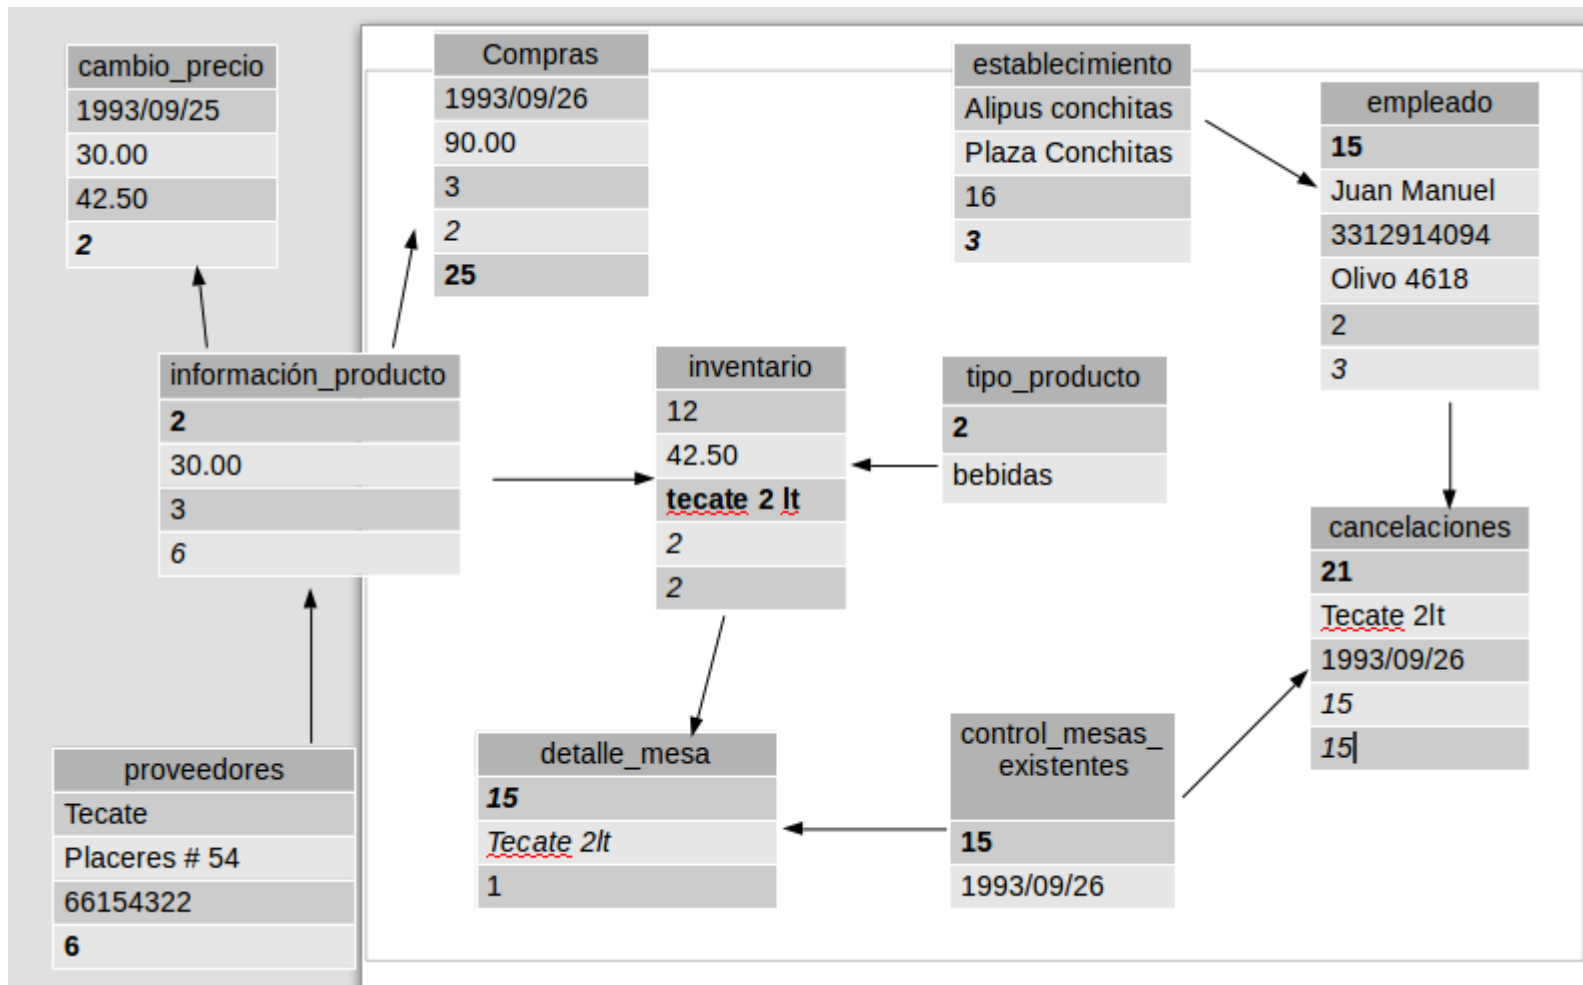 cambio_precio
1993/09/25
30.00
42.50
2
Compras
1993/09/26
90.00
3
2
25
establecimiento
Alipus conchitas
Plaza Conchitas
16
3
empleado
15
Juan Manuel
3312914094
Olivo 4618
2
3
información_producto
2
30.00
3
6
inventario
12
42.50
tecate 2 lt
2
2
tipo_producto
2
bebidas
cancelaciones
21
Tecate 2lt
1993/09/26
15
15
proveedores
Tecate
Placeres # 54
66154322
6
detalle_mesa
15
Tecate 2lt
1
control_mesas_
existentes
15
1993/09/26